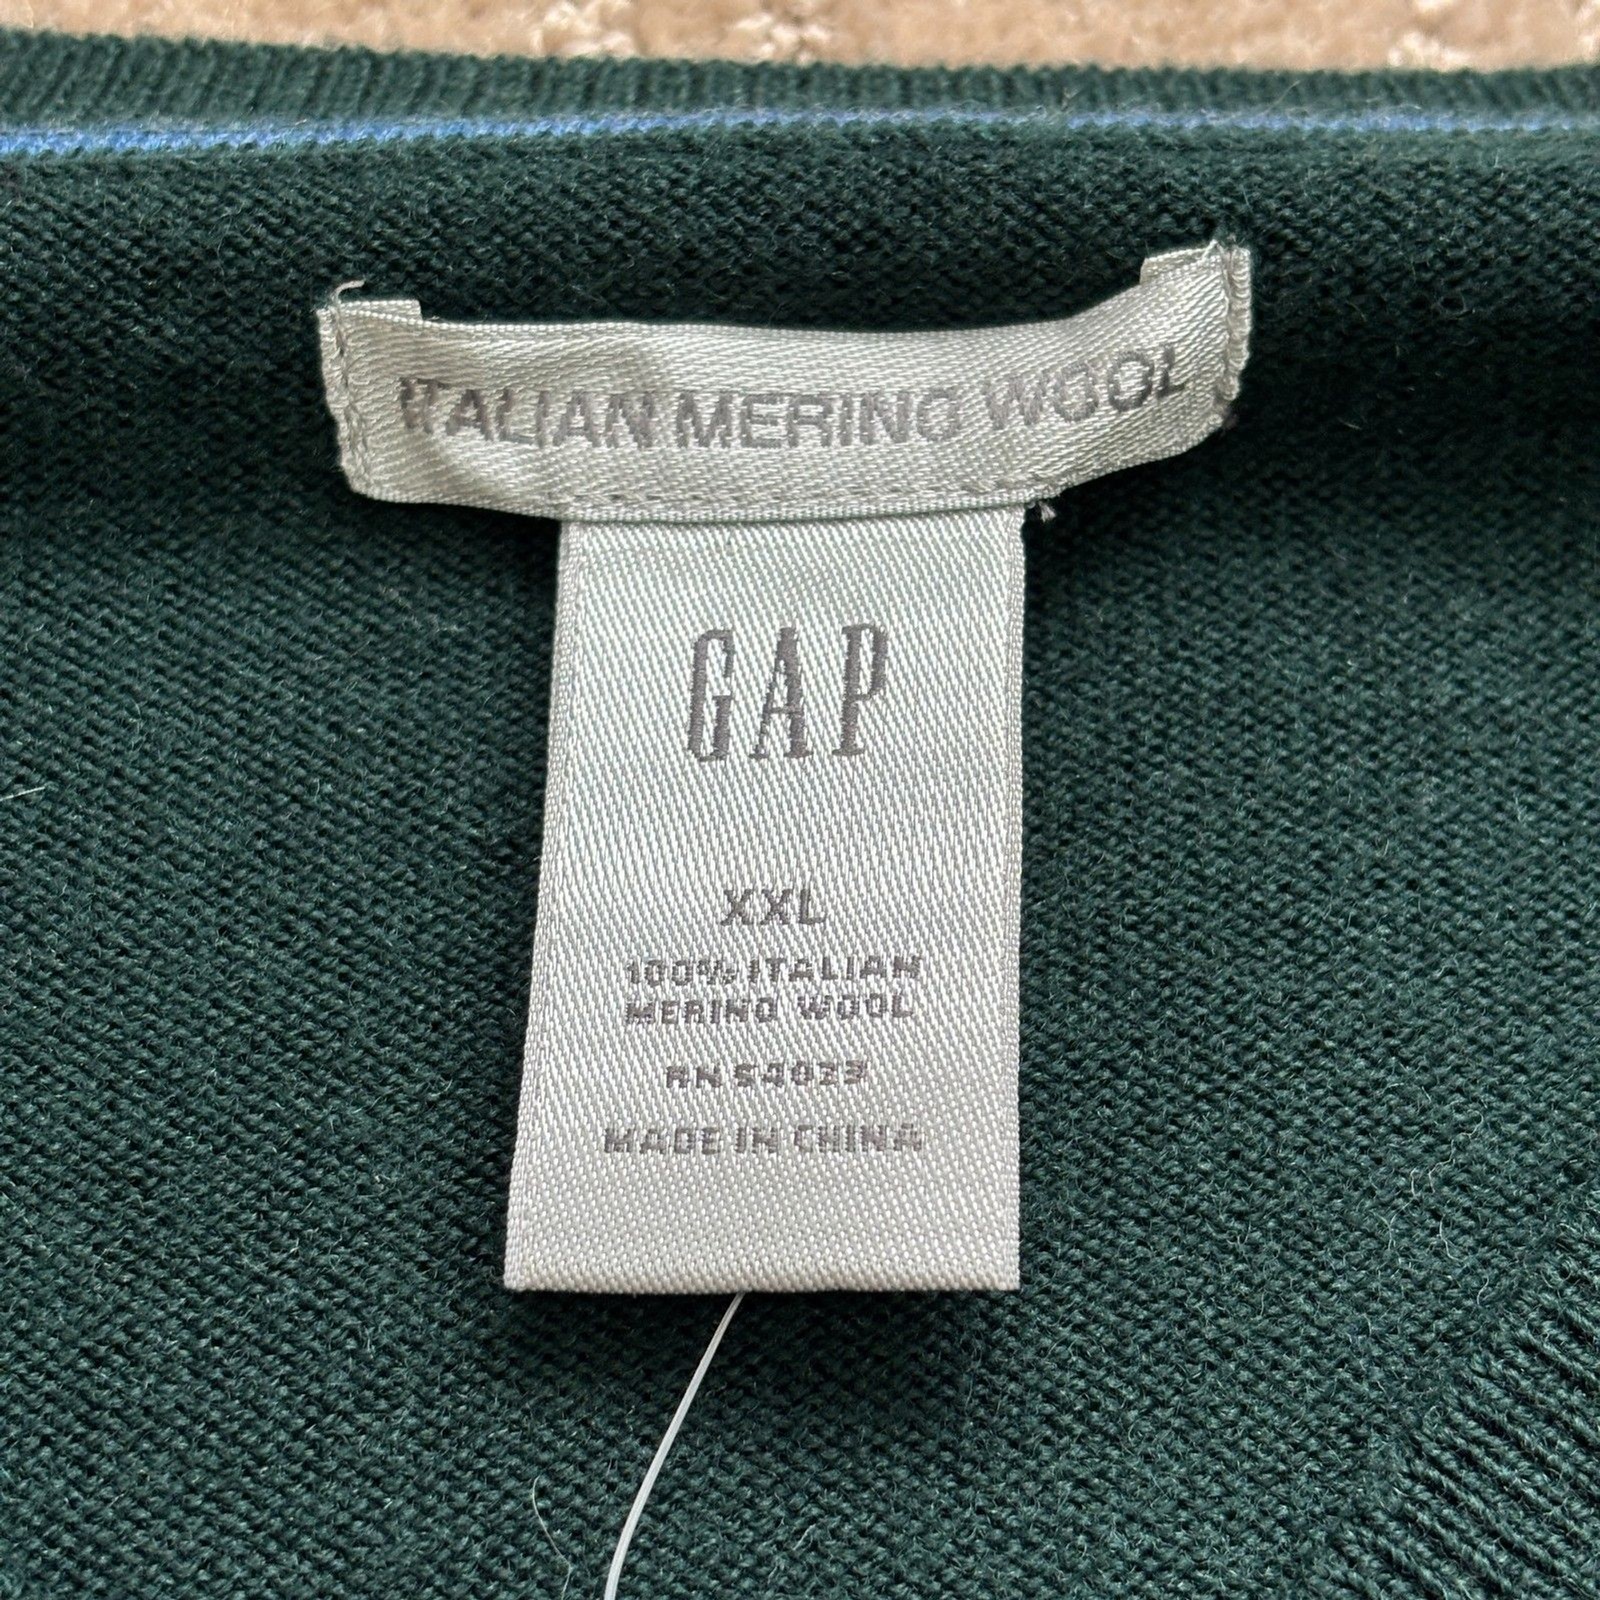 ITALIAN MERINO WOOL
GAP
XXL
100% ITALIAN
MERINO WOOL
RN 54023
MADE IN CHINA